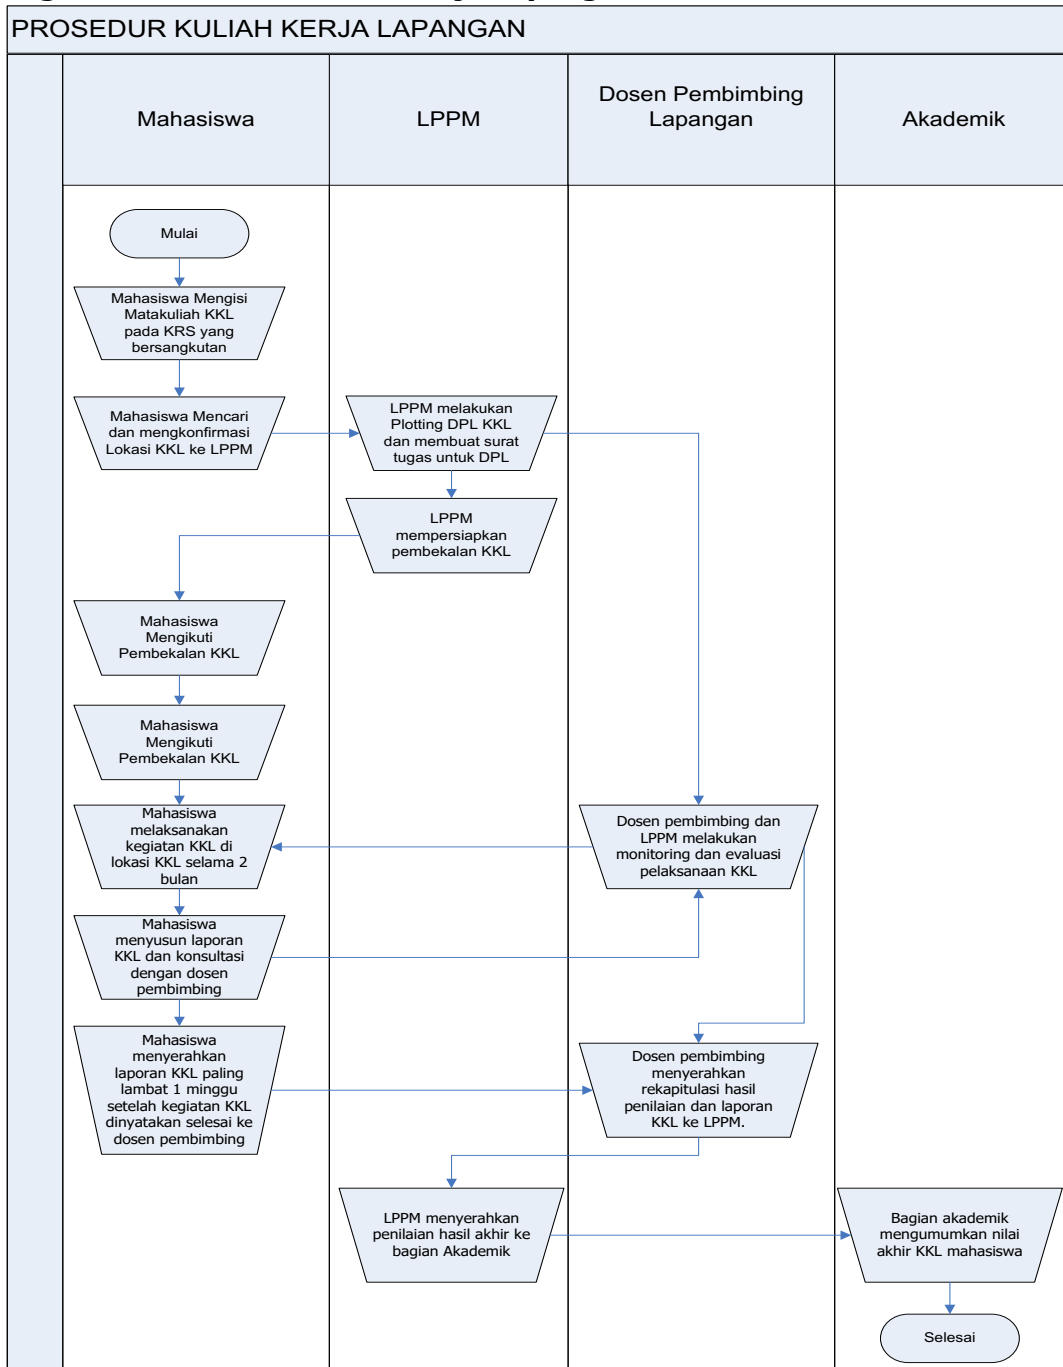 PROSEDUR KULIAH KERJA LAPANGAN
Mahasiswa
LPPM
Dosen Pembimbing
Lapangan
Akademik
Mulai
Mahasiswa Mengisi
Matakuliah KKL
pada KRS yang
bersangkutan
Mahasiswa Mencari
dan mengkonfirmasi
Lokasi KKL ke LPPM
LPPM melakukan
Plotting DPL KKL
dan membuat surat
tugas untuk DPL
LPPM
mempersiapkan
pembekalan KKL
Mahasiswa
Mengikuti
Pembekalan KKL
Mahasiswa
Mengikuti
Pembekalan KKL
Mahasiswa
melaksanakan
kegiatan KKL di
lokasi KKL selama 2
bulan
Dosen pembimbing dan
LPPM melakukan
monitoring dan evaluasi
pelaksanaan KKL
Mahasiswa
menyusun laporan
KKL dan konsultasi
dengan dosen
pembimbing
Mahasiswa
menyerahkan
laporan KKL paling
lambat 1 minggu
setelah kegiatan KKL
dinyatakan selesai ke
dosen pembimbing
Dosen pembimbing
menyerahkan
rekapitulasi hasil
penilaian dan laporan
KKL ke LPPM.
LPPM menyerahkan
penilaian hasil akhir ke
bagian Akademik
Bagian akademik
mengumumkan nilai
akhir KKL mahasiswa
Selesai